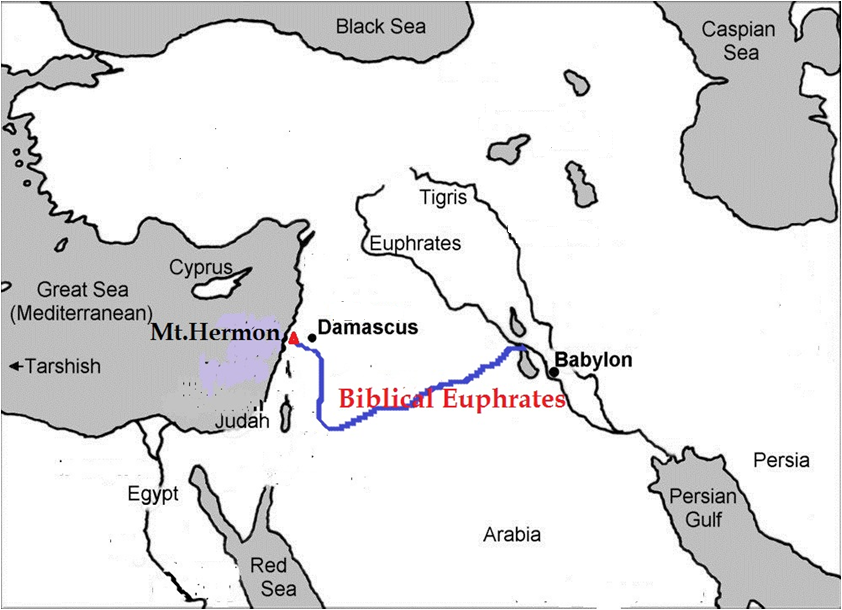 Black Sea
Caspian
Sea
Tigris
Euphrates
Cyprus
Great Sea
(Mediterranean)
Mt.Hermon
Damascus
←Tarshish
Babylon
Biblical Euphrates
Judah
Persia
Egypt
Persian
Gulf
Arabia
Red
Sea